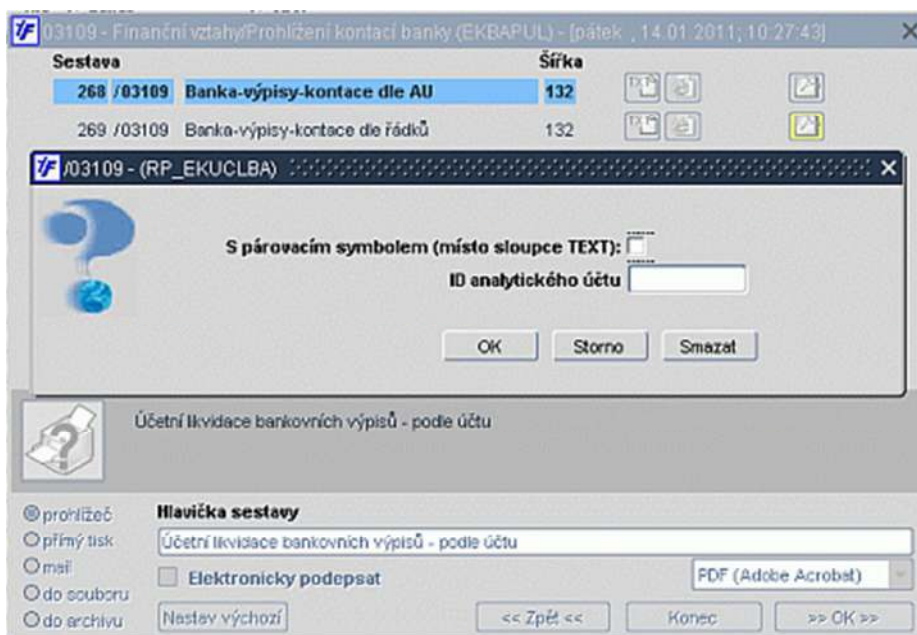 03109 - Finanční vztahy/Prohlížení kontací banky (EKBAPUL) - [pátek , 14.01.2011; 10:27:43]
Sestava Šířka
268 /03109 Banka-výpisy-kontace dle AU 132
269 /03109 Banka-výpisy-kontace dle řádků 132
/03109 - (RP_EKUCLBA)
S párovacím symbolem (místo sloupce TEXT):
ID analytického účtu
OK Storno Smazat
Účetní likvidace bankovních výpisů - podle účtu
prohlížeč Hlavička sestavy
přímý tisk Účetní likvidace bankovních výpisů - podle účtu
mail Elektronicky podepsat PDF (Adobe Acrobat)
do souboru
do archivu Nastav výchozí << Zpět << Konec >> OK >>